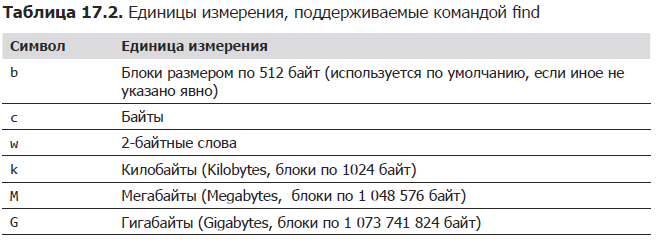 Таблица 17.2. Единицы измерения, поддерживаемые командой find
Символ Единица измерения
b Блоки размером по 512 байт (используется по умолчанию, если иное не
указано явно)
c Байты
w 2-байтные слова
k Килобайты (Kilobytes, блоки по 1024 байт)
M Мегабайты (Megabytes, блоки по 1 048 576 байт)
G Гигабайты (Gigabytes, блоки по 1 073 741 824 байт)